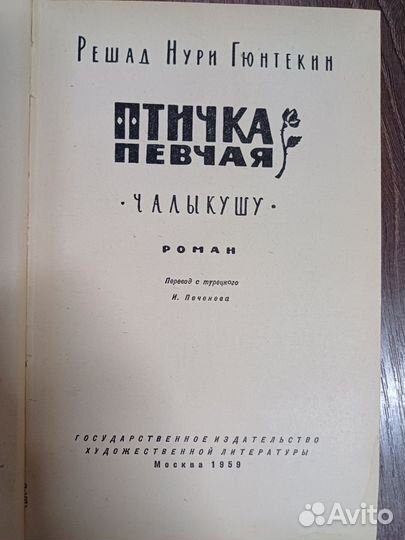 Решад Нури Гюнтекин
ПТИЧКА
ПЕВЧАЯ
• ЧАЛЫКУШУ •
РОМАН
Перевод с турецкого
И. Печенева
ГОСУДАРСТВЕННОЕ ИЗДАТЕЛЬСТВО
ХУДОЖЕСТВЕННОЙ ЛИТЕРАТУРЫ
Москва 1959
Avito